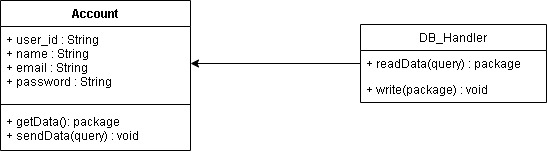 Account
+ user_id : String
+ name : String
+ email : String
+ password : String
+ getData(): package
+ sendData(query) : void
DB_Handler
+ readData(query) : package
+ write(package) : void